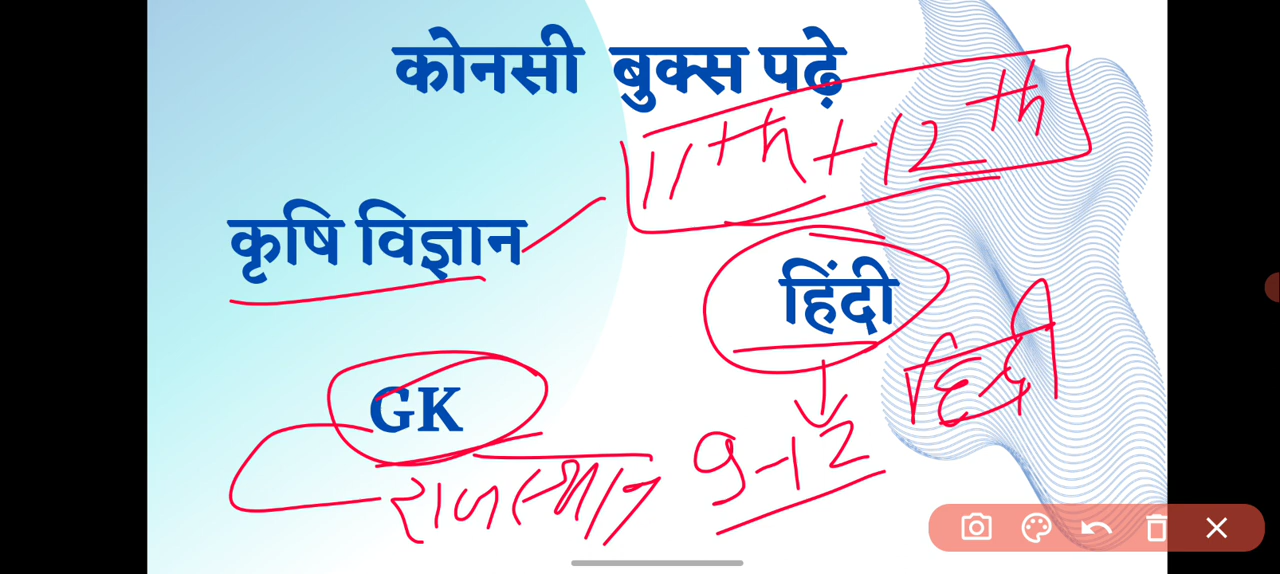 कोनसी बुक्स पढ़े
11th + 12th
कृषि विज्ञान
हिंदी
हिंदी
GK
9-12
राजस्थान